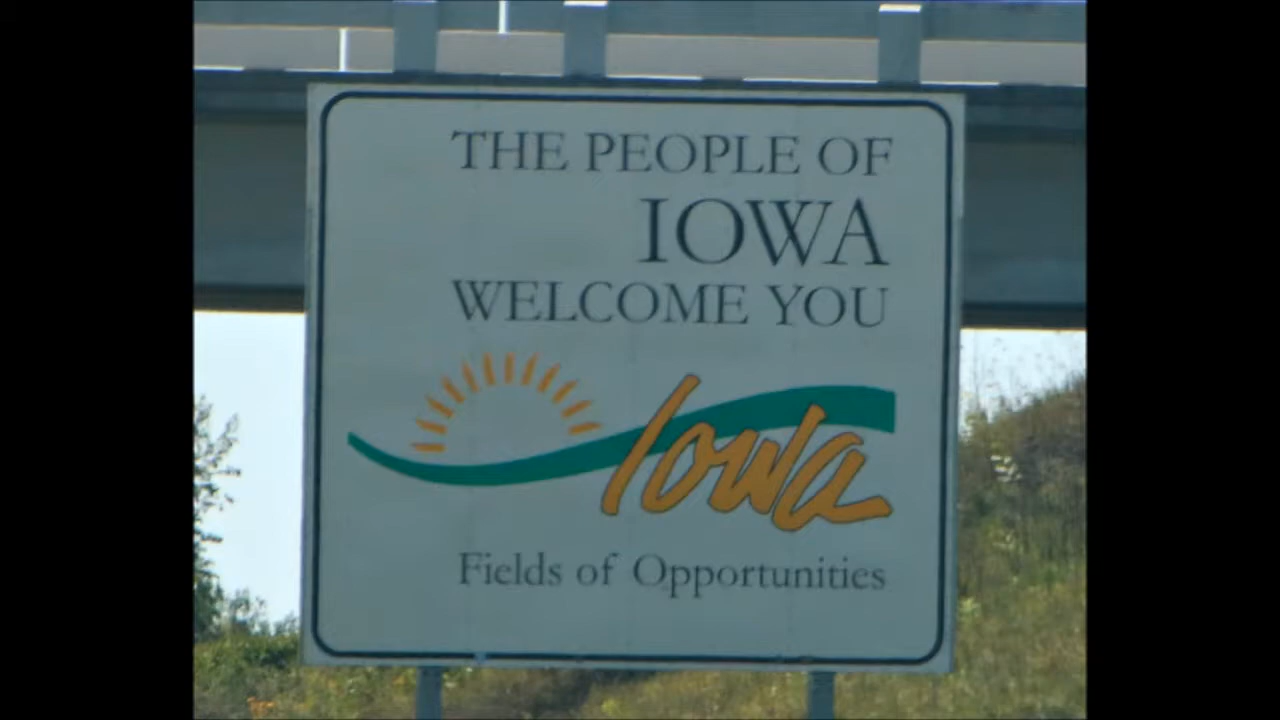 THE PEOPLE OF
IOWA
WELCOME YOU
Iowa
Fields of Opportunities